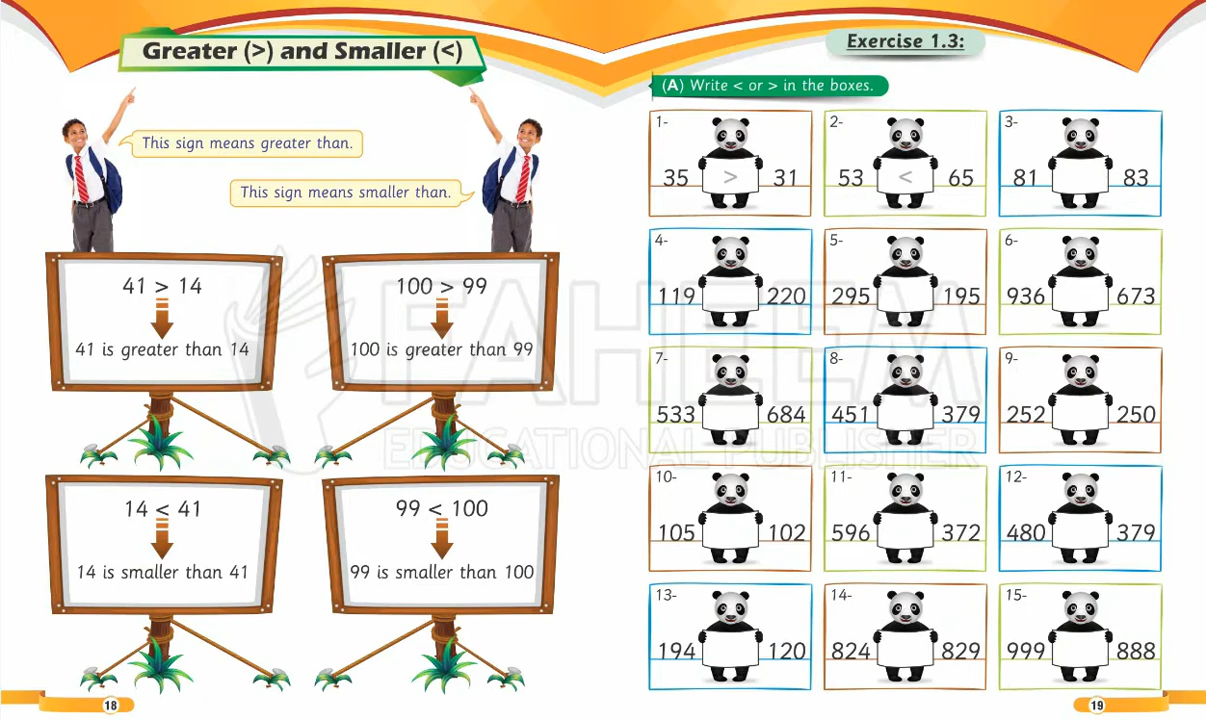 Greater (>) and Smaller (<)
This sign means greater than.
This sign means smaller than.
41 > 14
41 is greater than 14
100 > 99
100 is greater than 99
14 < 41
14 is smaller than 41
99 < 100
99 is smaller than 100
18
Exercise 1.3:
(A) Write < or > in the boxes.
1- 35 > 31
2- 53 < 65
3- 81 83
4- 119 220
5- 295 195
6- 936 673
7- 533 684
8- 451 379
9- 252 250
10- 105 102
11- 596 372
12- 480 379
13- 194 120
14- 824 829
15- 999 888
19
FAHEEM
EDUCATIONAL PUBLISHER